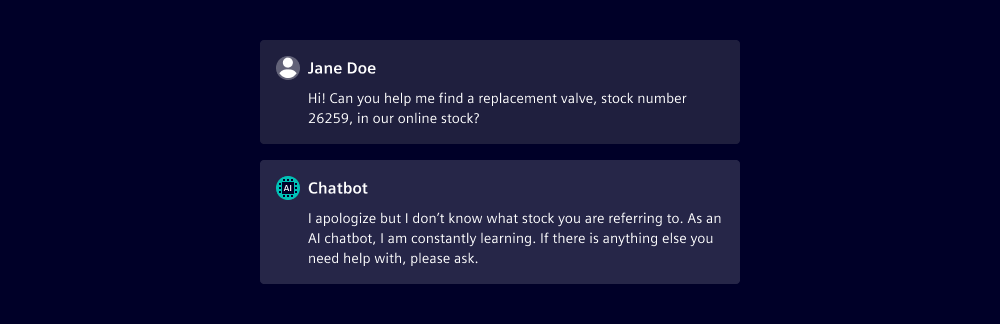 Jane Doe
Hi! Can you help me find a replacement valve, stock number
26259, in our online stock?
AI
Chatbot
I apologize but I don’t know what stock you are referring to. As an
AI chatbot, I am constantly learning. If there is anything else you
need help with, please ask.